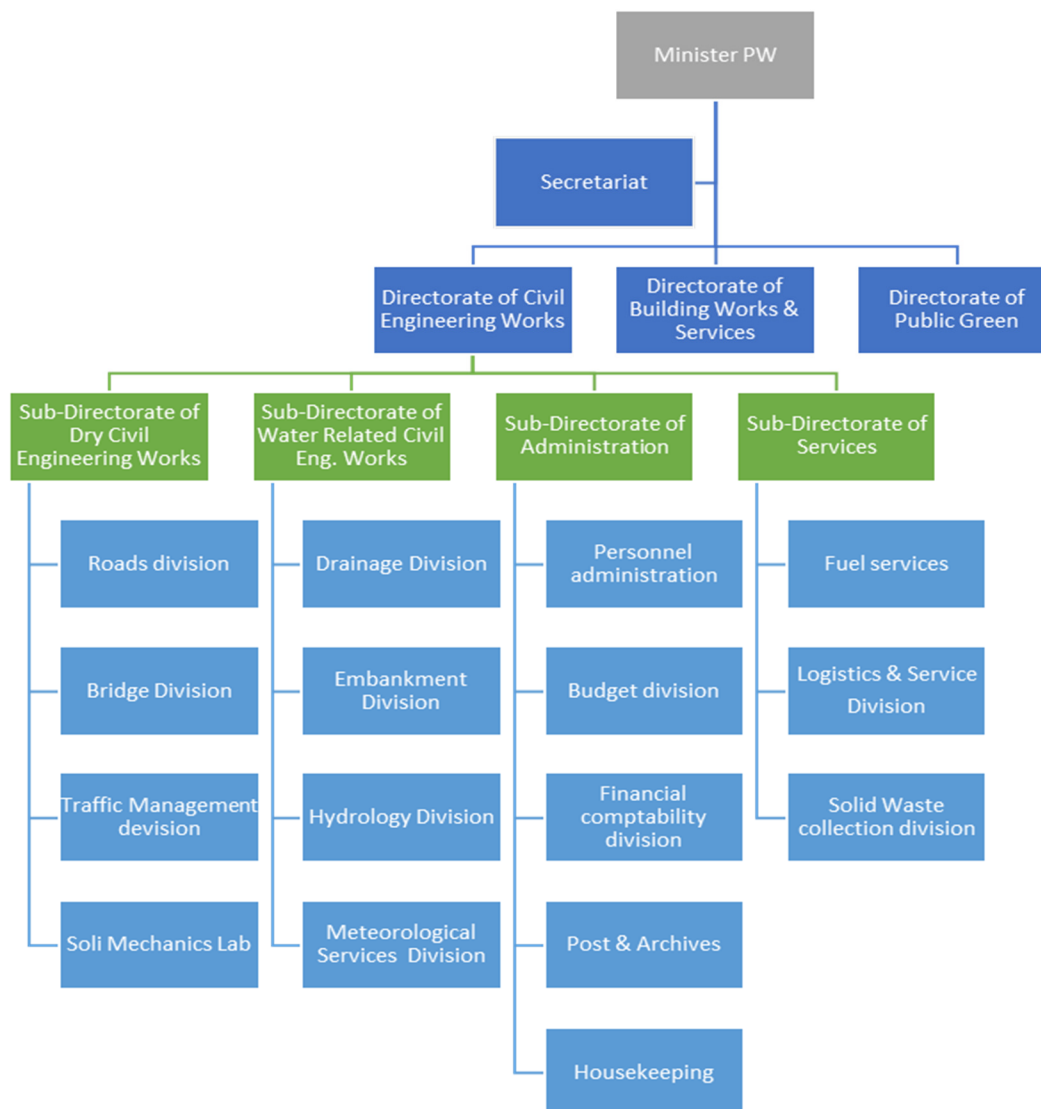 Minister PW
Secretariat
Directorate of Civil
Engineering Works
Directorate of
Building Works &
Services
Directorate of
Public Green
Sub-Directorate of
Dry Civil
Engineering Works
Sub-Directorate of
Water Related Civil
Eng. Works
Sub-Directorate of
Administration
Sub-Directorate of
Services
Roads division
Bridge Division
Traffic Management
devision
Soli Mechanics Lab
Drainage Division
Embankment
Division
Hydrology Division
Meteorological
Services Division
Personnel
administration
Budget division
Financial
comptability
division
Post & Archives
Housekeeping
Fuel services
Logistics & Service
Division
Solid Waste
collection division